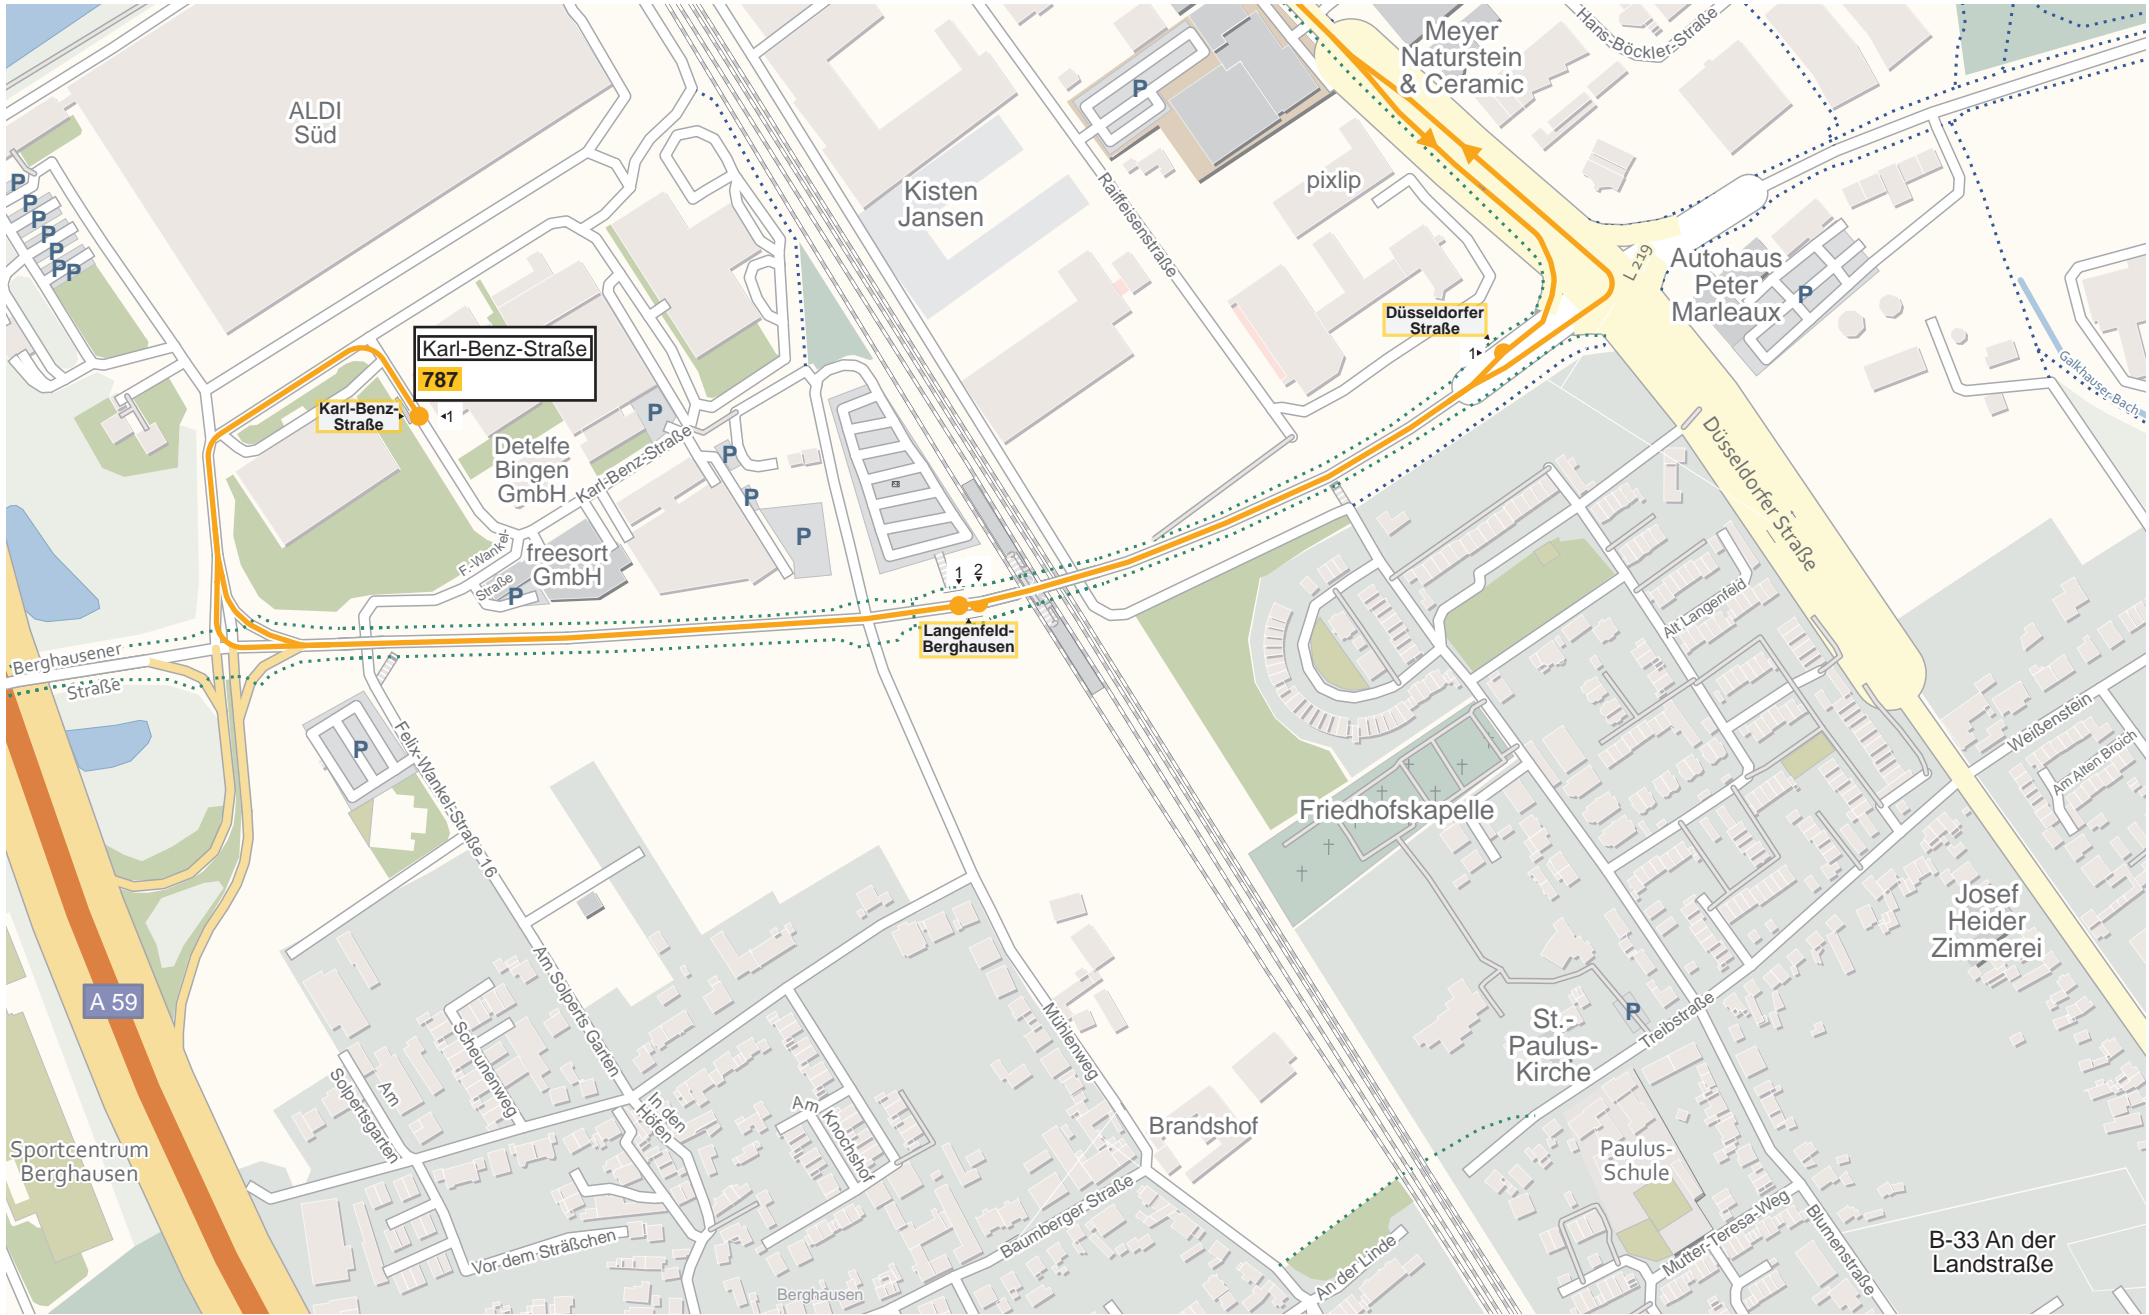 Meyer
Naturstein
& Ceramic
Hans-Böckler-Straße
P
ALDI
Süd
Kisten
Jansen
Raiffeisenstraße
pixlip
P
P
P
P
P
P
P
L 219
Autohaus
Peter
Marleaux
P
Galkhauser-Bach
Düsseldorfer
Straße
1
Karl-Benz-Straße
787
Karl-Benz-
Straße
1
P
Detelfe
Bingen
GmbH
Karl-Benz-Straße
P
P
P
Düsseldorfer Straße
F.-Wankel-
Straße
freesort
GmbH
P
1
2
Langenfeld-
Berghausen
Alt Langenfeld
Berghausener
Straße
P
Felix-Wankel-Straße 16
Weißenstein
Am Alten Broich
Friedhofskapelle
Josef
Heider
Zimmerei
A 59
Am Solperts Garten
Mühlenweg
P
St.-
Paulus-
Kirche
Treibstraße
Scheunenweg
Am
Solpertsgarten
In den
Höfen
Am Knochshof
Brandshof
Paulus-
Schule
Sportcentrum
Berghausen
Baumberger Straße
Vor dem Sträßchen
An der Linde
Mutter-Teresa-Weg
Blumenstraße
B-33 An der
Landstraße
Berghausen